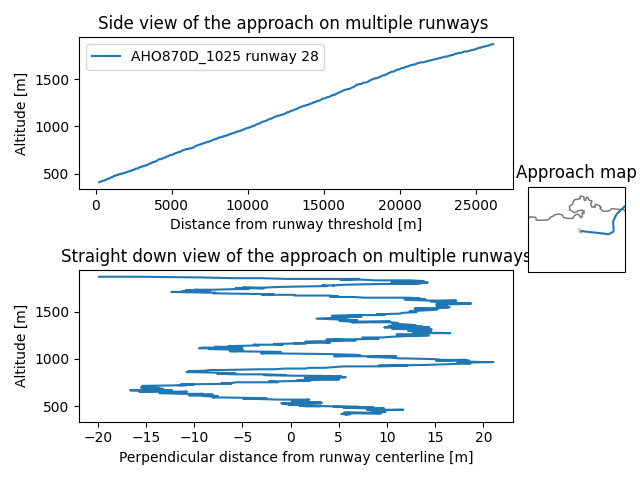 Side view of the approach on multiple runways
AHO870D_1025 runway 28
Altitude [m]
1500
1000
500
0 5000 10000 15000 20000 25000
Distance from runway threshold [m]
Approach map
Straight down view of the approach on multiple runways
Altitude [m]
1500
1000
500
−20 −15 −10 −5 0 5 10 15 20
Perpendicular distance from runway centerline [m]